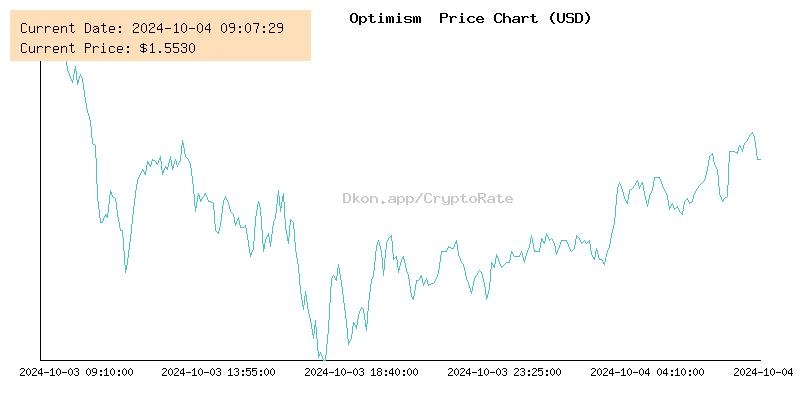 Optimism  Price Chart (USD)
Current Date: 2024-10-04 09:07:29
Current Price: $1.5530
Dkon.app/CryptoRate
2024-10-03 09:10:00 2024-10-03 13:55:00 2024-10-03 18:40:00 2024-10-03 23:25:00 2024-10-04 04:10:00 2024-10-04